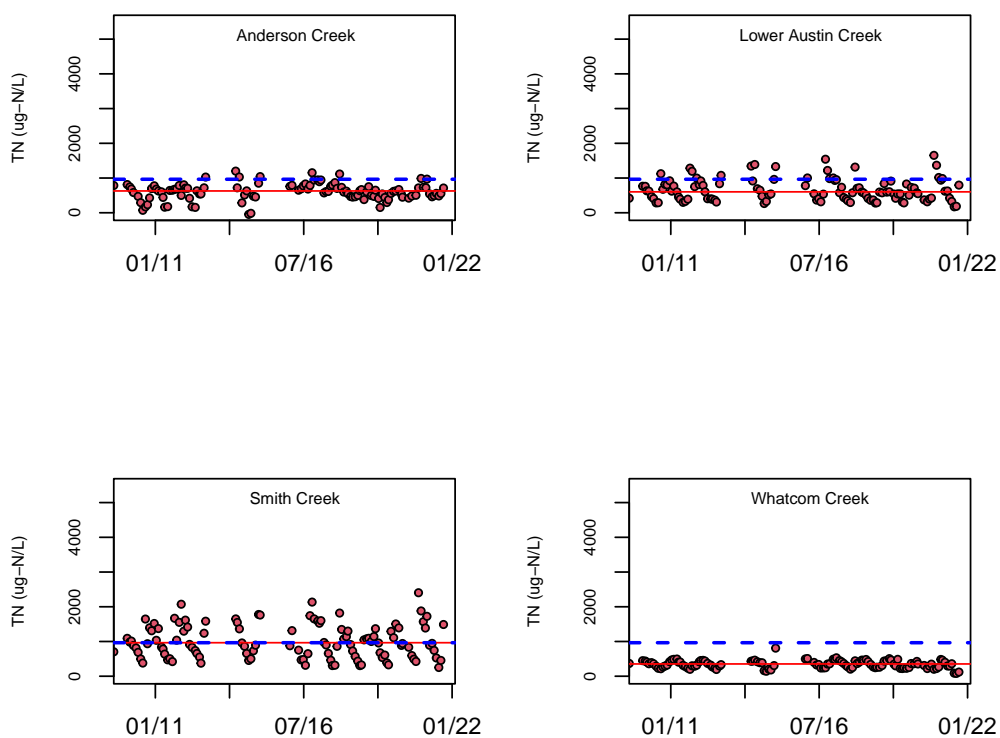 Anderson Creek
TN (ug−N/L)
0 2000 4000
01/11 07/16 01/22
Lower Austin Creek
TN (ug−N/L)
0 2000 4000
01/11 07/16 01/22
Smith Creek
TN (ug−N/L)
0 2000 4000
01/11 07/16 01/22
Whatcom Creek
TN (ug−N/L)
0 2000 4000
01/11 07/16 01/22